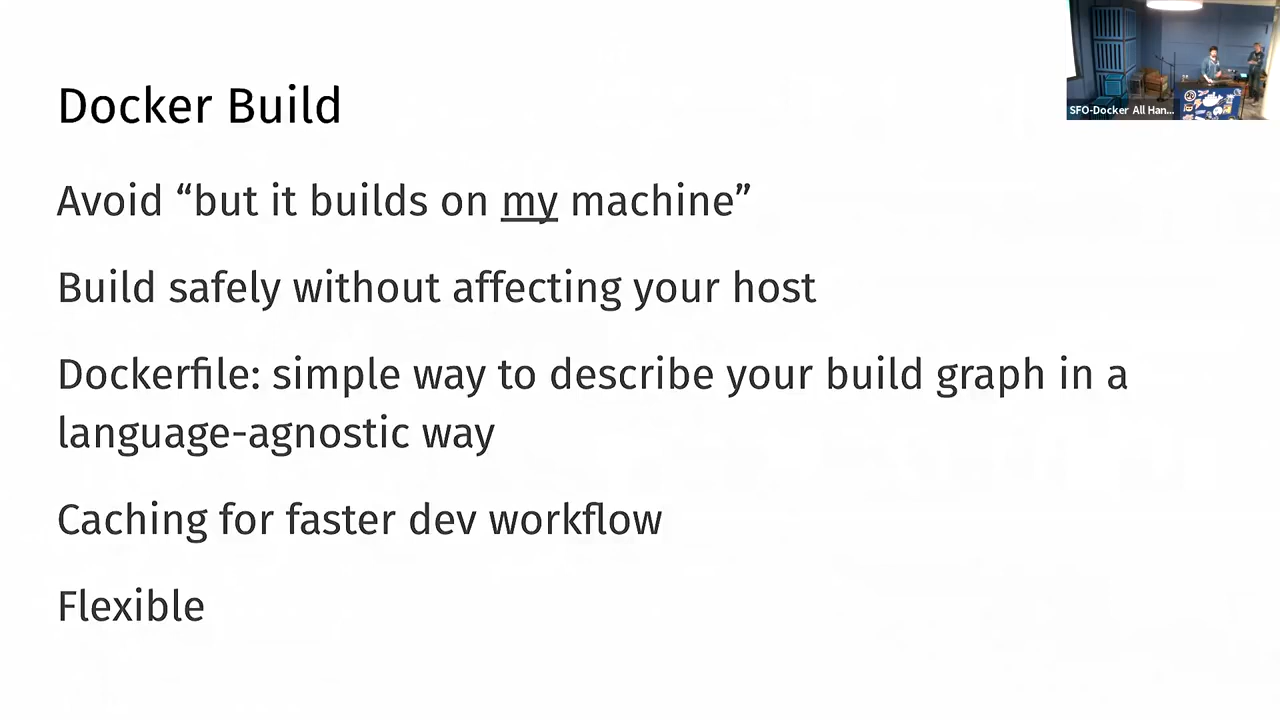 Docker Build
SFO-Docker All Han...
Avoid “but it builds on my machine”
Build safely without affecting your host
Dockerfile: simple way to describe your build graph in a
language-agnostic way
Caching for faster dev workflow
Flexible